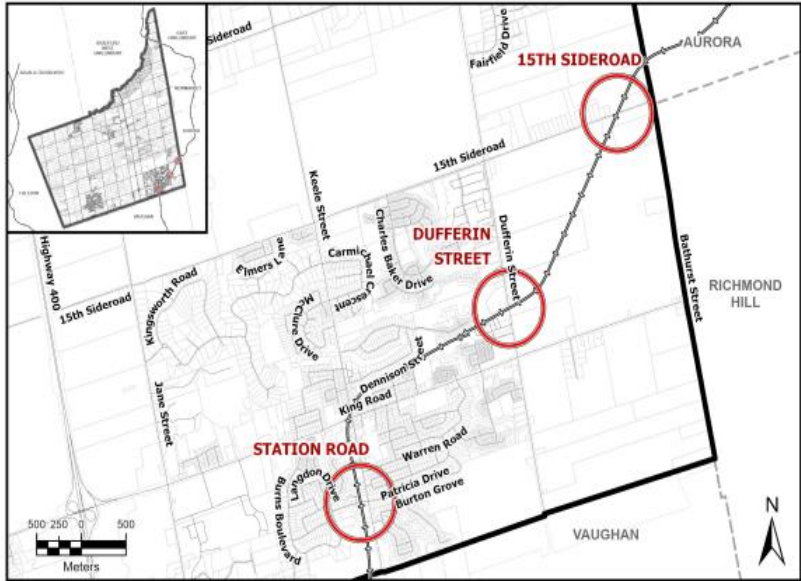 Sideroad
Fairfield
Drive
15TH SIDEROAD
AURORA
15th Sideroad
Keele Street
DUFFERIN
STREET
Dufferin Street
Charles Baker Drive
Carmichael Crescent
Elmers Lane
McClure Drive
Kingsworth Road
15th Sideroad
Highway 400
Jane Street
Bathurst Street
RICHMOND
HILL
Dennison Street
King Road
STATION ROAD
Warren Road
Langdon Drive
Patricia Drive
Burton Grove
Burns Boulevard
VAUGHAN
N
500 250 0 500
Meters